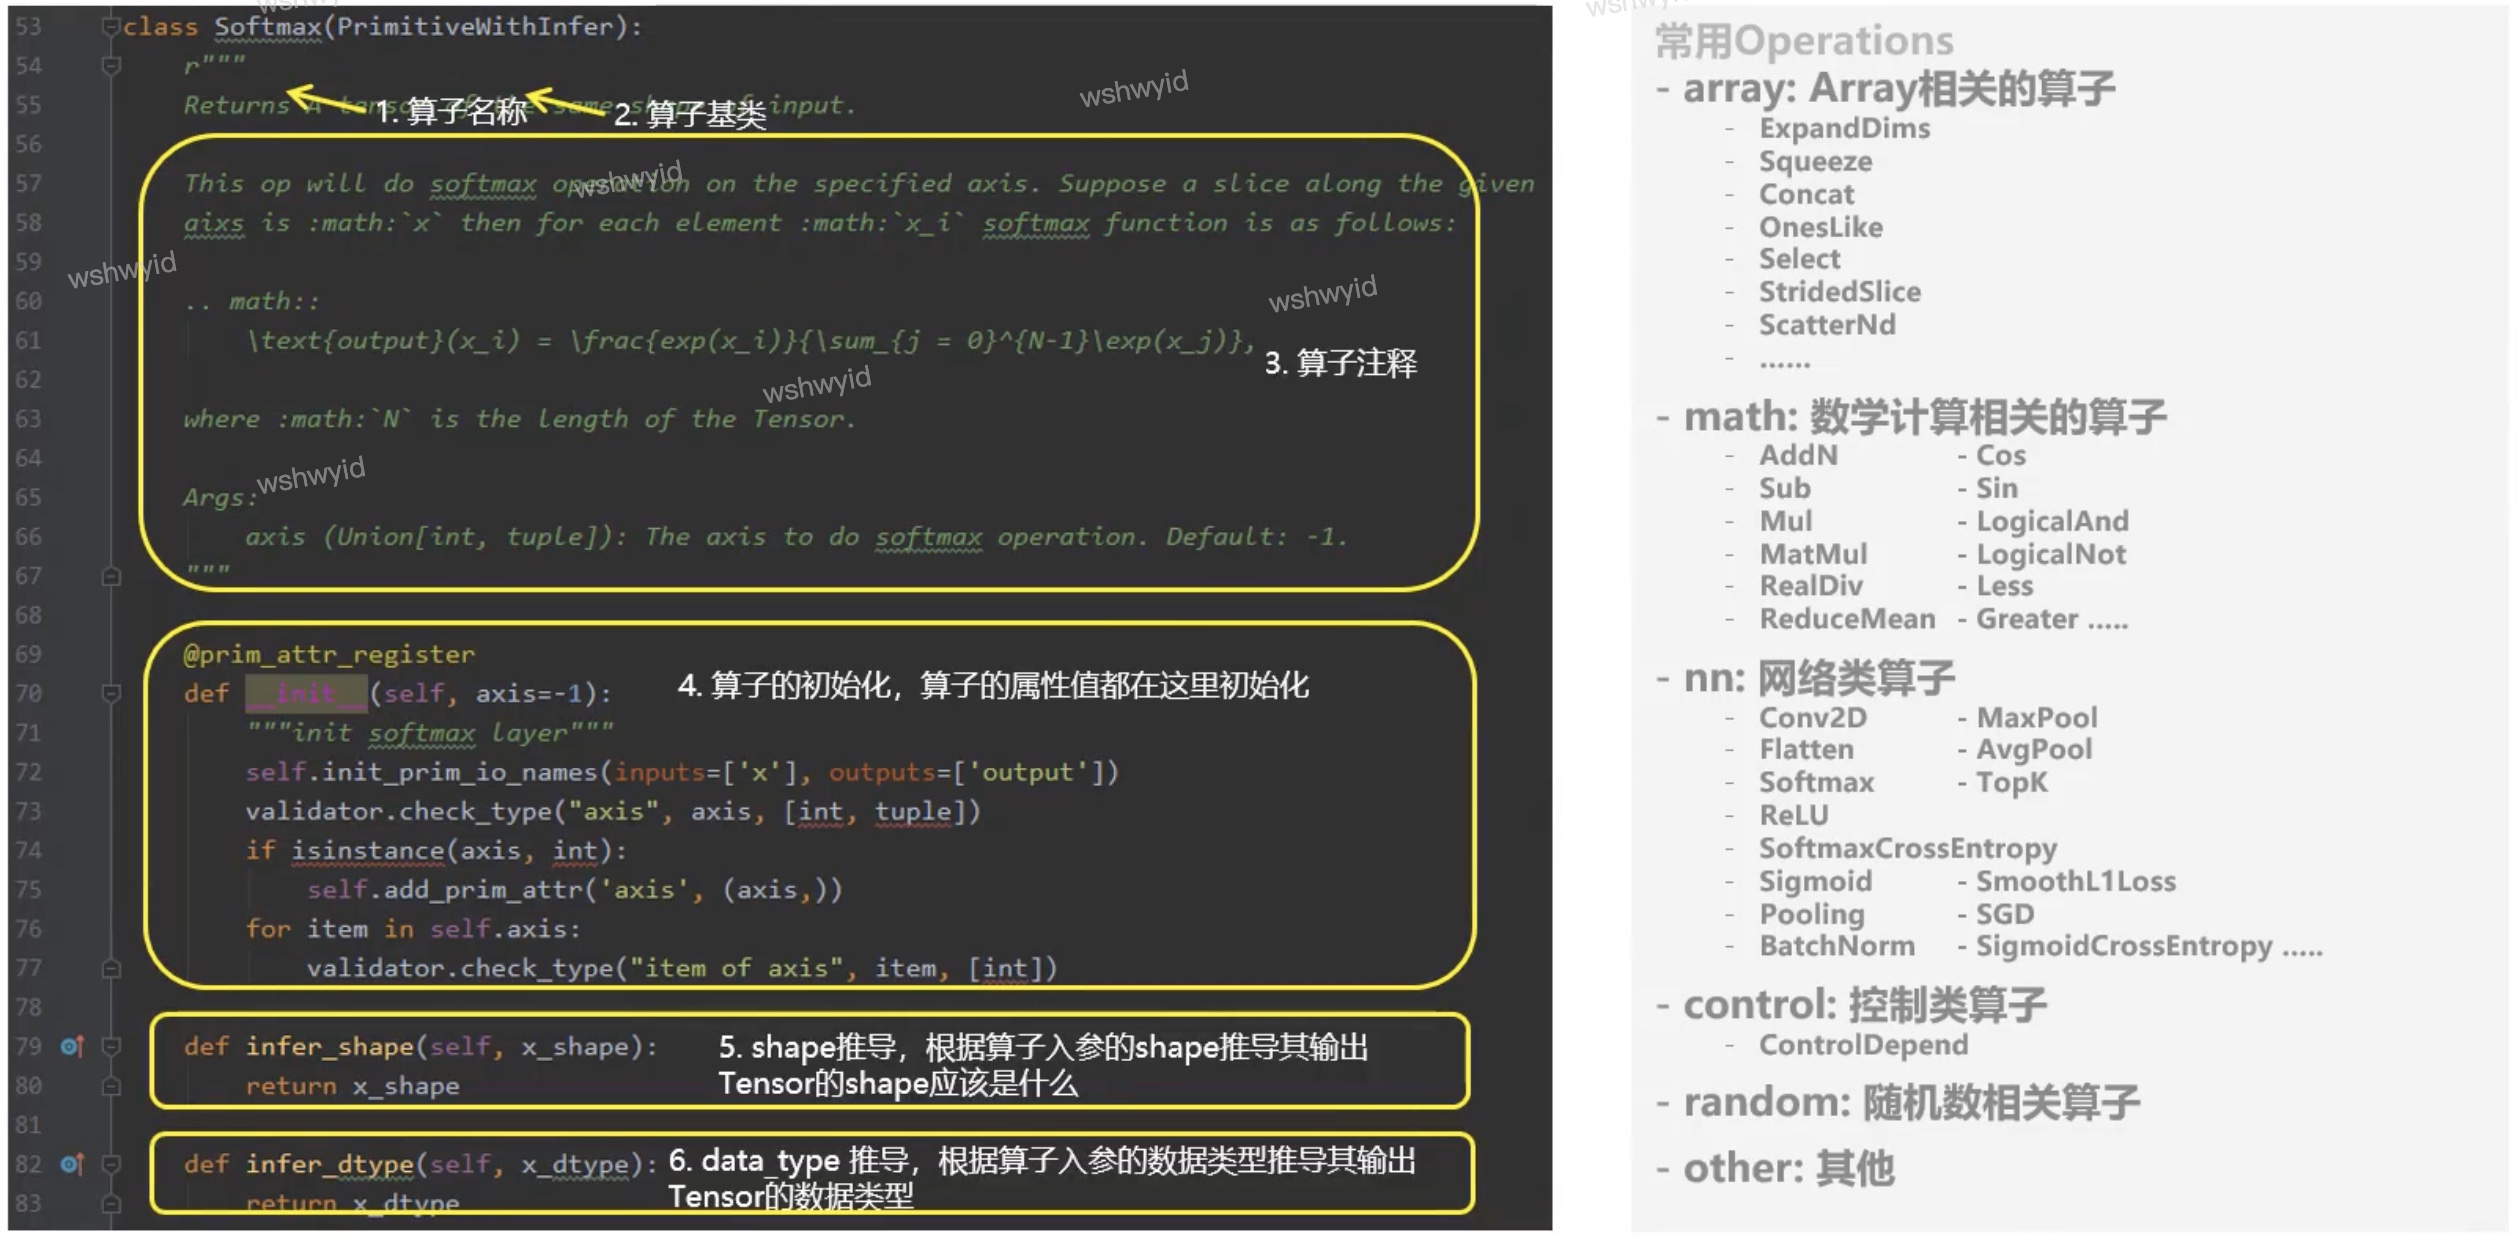 53 class Softmax(PrimitiveWithInfer):
54 r"""
55 Returns A tensor of the same shape of input.
1. 算子名称
2. 算子基类
56
57 This op will do softmax operation on the specified axis. Suppose a slice along the given
58 aixs is :math:`x` then for each element :math:`x_i` softmax function is as follows:
59
60 .. math::
61 \text{output}(x_i) = \frac{exp(x_i)}{\sum_{j = 0}^{N-1}\exp(x_j)},
3. 算子注释
62
63 where :math:`N` is the length of the Tensor.
64
65 Args:
66 axis (Union[int, tuple]): The axis to do softmax operation. Default: -1.
67 """
68
69 @prim_attr_register
70 def __init__(self, axis=-1):
4. 算子的初始化，算子的属性值都在这里初始化
71 """init softmax layer"""
72 self.init_prim_io_names(inputs=['x'], outputs=['output'])
73 validator.check_type("axis", axis, [int, tuple])
74 if isinstance(axis, int):
75 self.add_prim_attr('axis', (axis,))
76 for item in self.axis:
77 validator.check_type("item of axis", item, [int])
78
79 def infer_shape(self, x_shape):
80 return x_shape
5. shape推导，根据算子入参的shape推导其输出
Tensor的shape应该是什么
81
82 def infer_dtype(self, x_dtype):
83 return x_dtype
6. data_type 推导，根据算子入参的数据类型推导其输出
Tensor的数据类型
wshwyid
wshwyid
wshwyid
wshwyid
wshwyid
wshwyid
常用Operations
- array: Array相关的算子
- ExpandDims
- Squeeze
- Concat
- OnesLike
- Select
- StridedSlice
- ScatterNd
- ......
- math: 数学计算相关的算子
- AddN - Cos
- Sub - Sin
- Mul - LogicalAnd
- MatMul - LogicalNot
- RealDiv - Less
- ReduceMean - Greater .....
- nn: 网络类算子
- Conv2D - MaxPool
- Flatten - AvgPool
- Softmax - TopK
- ReLU
- SoftmaxCrossEntropy
- Sigmoid - SmoothL1Loss
- Pooling - SGD
- BatchNorm - SigmoidCrossEntropy .....
- control: 控制类算子
- ControlDepend
- random: 随机数相关算子
- other: 其他